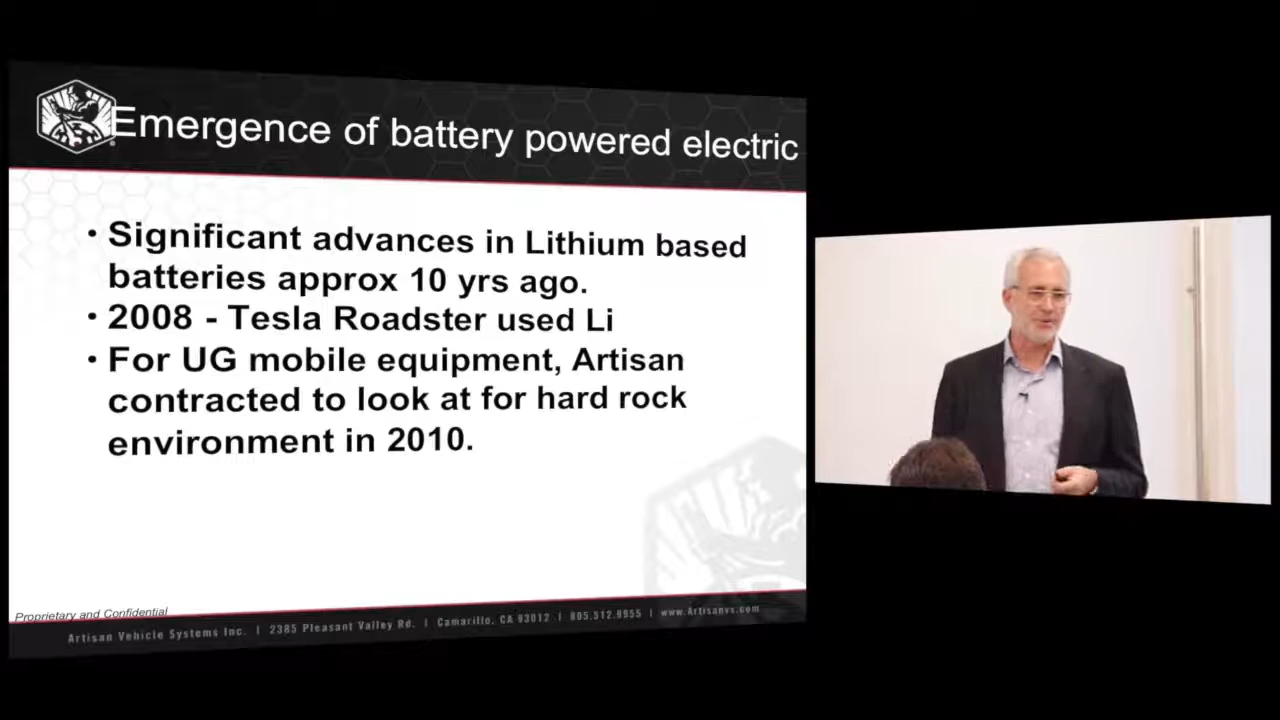 Emergence of battery powered electric
• Significant advances in Lithium based
batteries approx 10 yrs ago.
• 2008 - Tesla Roadster used Li
• For UG mobile equipment, Artisan
contracted to look at for hard rock
environment in 2010.
Proprietary and Confidential
Artisan Vehicle Systems Inc. | 2385 Pleasant Valley Rd. | Camarillo, CA 93012 | 805.512.9955 | www.Artisanvs.com